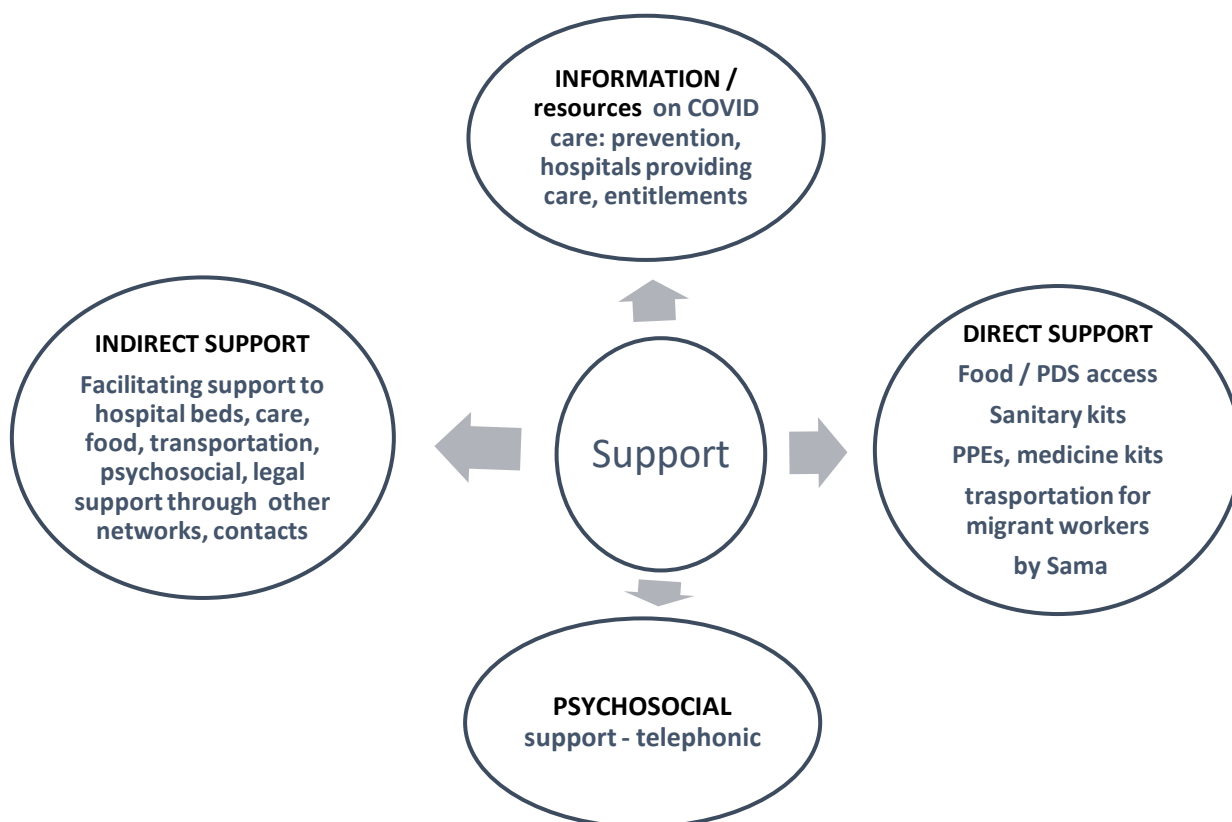 INFORMATION /
resources on COVID
care: prevention,
hospitals providing
care, entitlements
INDIRECT SUPPORT
Facilitating support to
hospital beds, care,
food, transportation,
psychosocial, legal
support through other
networks, contacts
Support
DIRECT SUPPORT
Food / PDS access
Sanitary kits
PPEs, medicine kits
trasportation for
migrant workers
by Sama
PSYCHOSOCIAL
support - telephonic